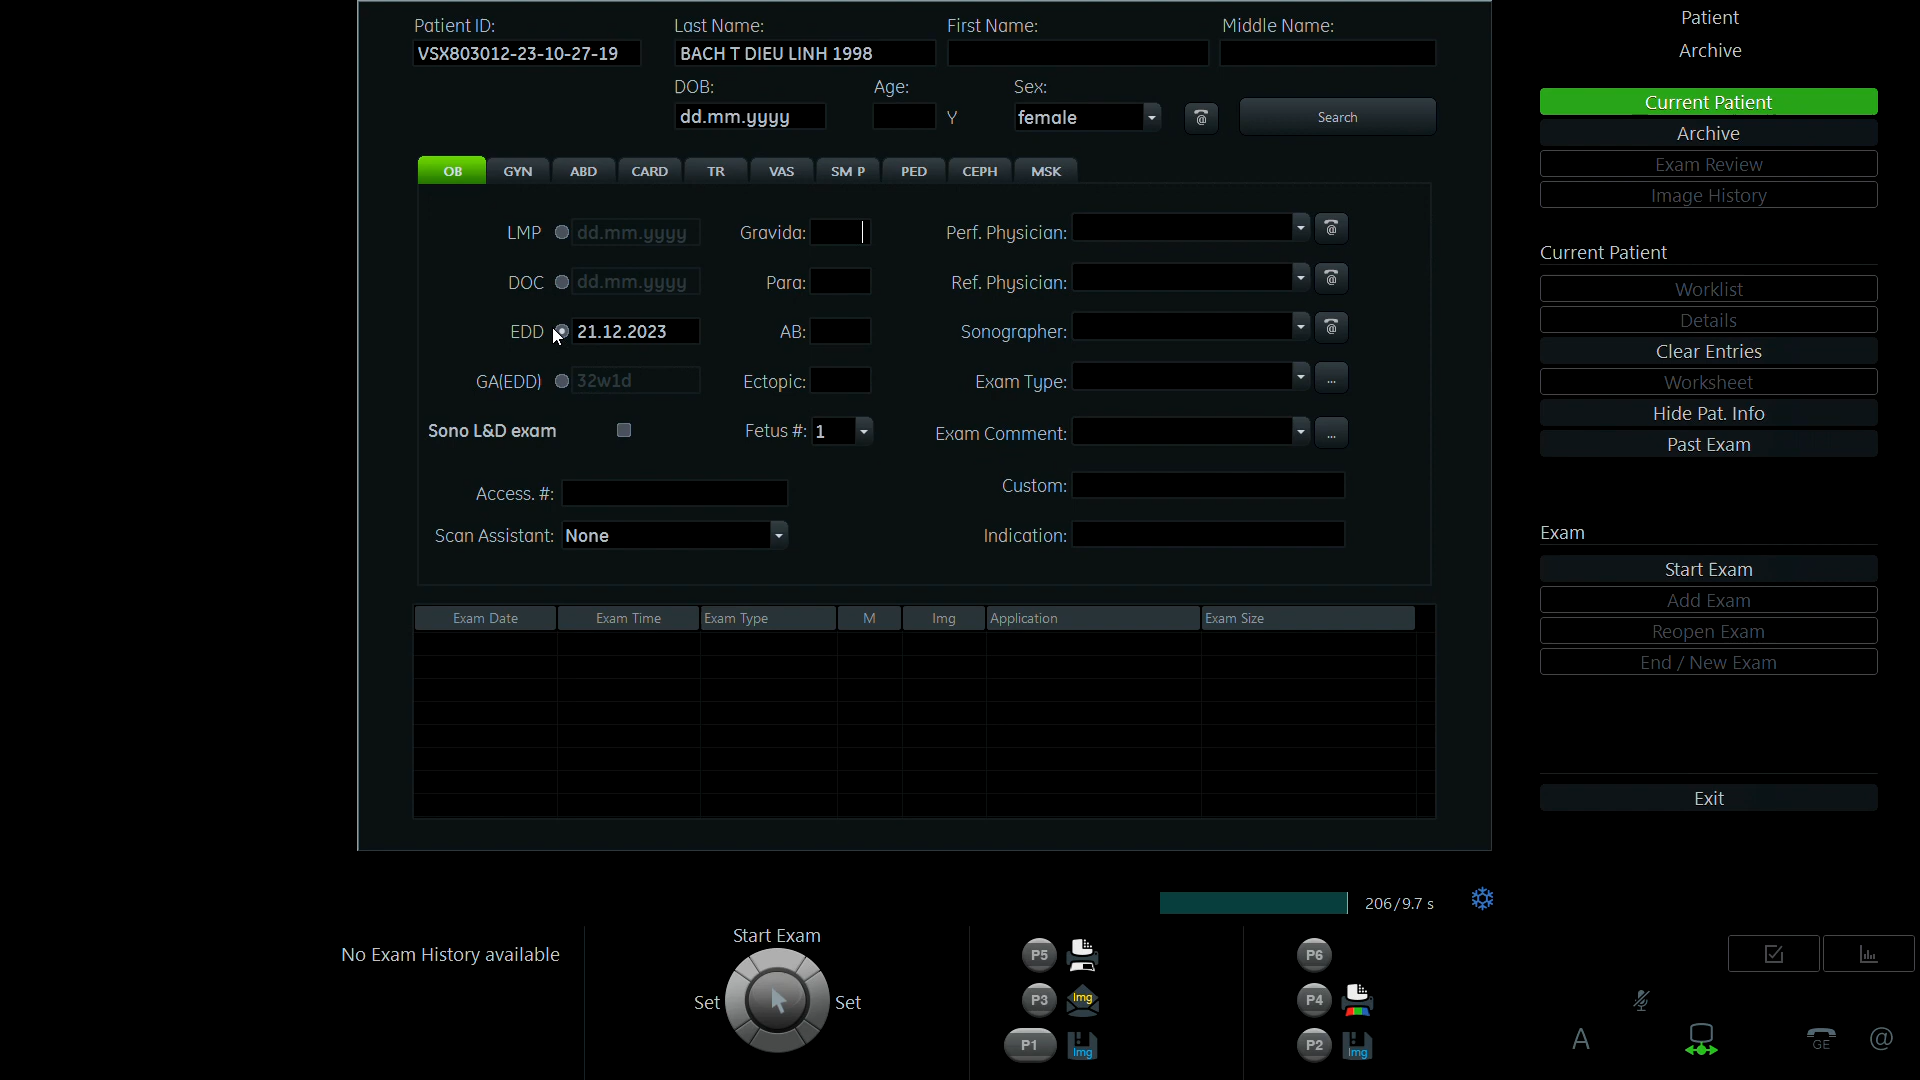 Patient ID: Last Name: First Name: Middle Name:
VSX803012-23-10-27-19 BACH T DIEU LINH 1998
DOB: Age: Sex:
dd.mm.yyyy Y female @ Search
OB GYN ABD CARD TR VAS SM P PED CEPH MSK
LMP dd.mm.yyyy Gravida: Perf. Physician: @
DOC dd.mm.yyyy Para: Ref. Physician: @
EDD 21.12.2023 AB: Sonographer: @
GA(EDD) 32w1d Ectopic: Exam Type: ...
Sono L&D exam Fetus #: 1 Exam Comment: ...
Access. #: Custom:
Scan Assistant: None Indication:
Exam Date Exam Time Exam Type M Img Application Exam Size
206/9.7 s
Patient
Archive
Current Patient
Archive
Exam Review
Image History
Current Patient
Worklist
Details
Clear Entries
Worksheet
Hide Pat. Info
Past Exam
Exam
Start Exam
Add Exam
Reopen Exam
End / New Exam
Exit
No Exam History available
Start Exam
Set Set
P5 P6
P3 Img P4
P1 Img P2 Img
A GE @